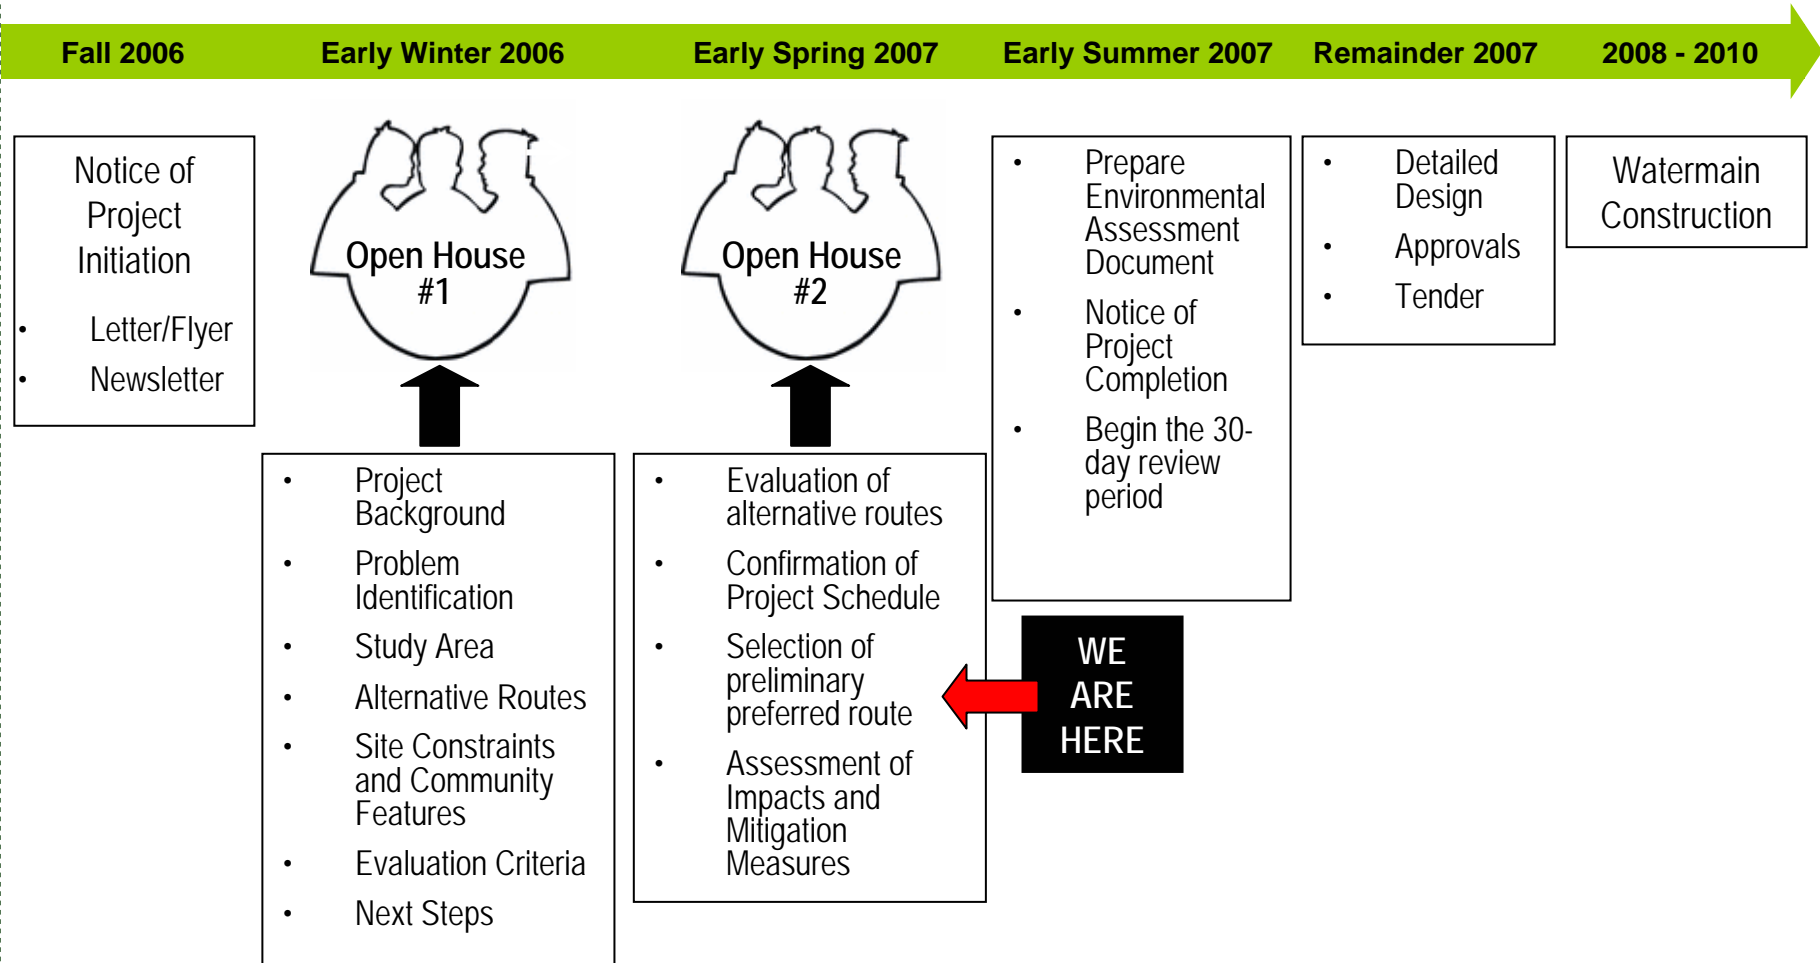 Fall 2006
Early Winter 2006
Early Spring 2007
Early Summer 2007
Remainder 2007
2008 - 2010
Notice of
Project
Initiation
• Letter/Flyer
• Newsletter
Open House
#1
• Project
Background
• Problem
Identification
• Study Area
• Alternative Routes
• Site Constraints
and Community
Features
• Evaluation Criteria
• Next Steps
Open House
#2
• Evaluation of
alternative routes
• Confirmation of
Project Schedule
• Selection of
preliminary
preferred route
• Assessment of
Impacts and
Mitigation
Measures
• Prepare
Environmental
Assessment
Document
• Notice of
Project
Completion
• Begin the 30-
day review
period
WE
ARE
HERE
• Detailed
Design
• Approvals
• Tender
Watermain
Construction